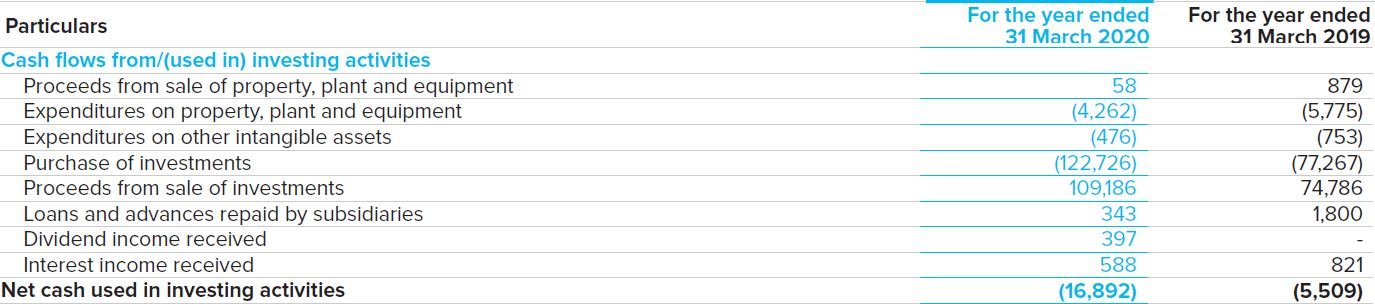 Particulars For the year ended 31 March 2020 For the year ended 31 March 2019
Cash flows from/(used in) investing activities
Proceeds from sale of property, plant and equipment 58 879
Expenditures on property, plant and equipment (4,262) (5,775)
Expenditures on other intangible assets (476) (753)
Purchase of investments (122,726) (77,267)
Proceeds from sale of investments 109,186 74,786
Loans and advances repaid by subsidiaries 343 1,800
Dividend income received 397 -
Interest income received 588 821
Net cash used in investing activities (16,892) (5,509)